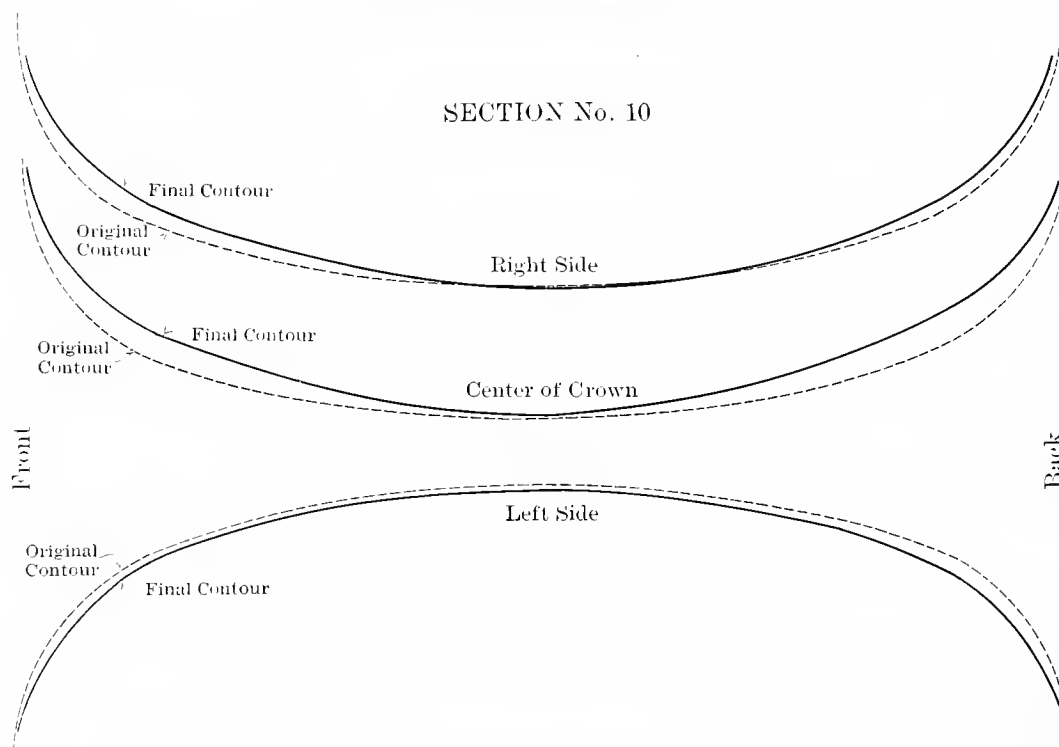 SECTION No. 10
Final Contour
Original
Contour
Right Side
Final Contour
Original
Contour
Center of Crown
Front
Back
Left Side
Original
Contour
Final Contour